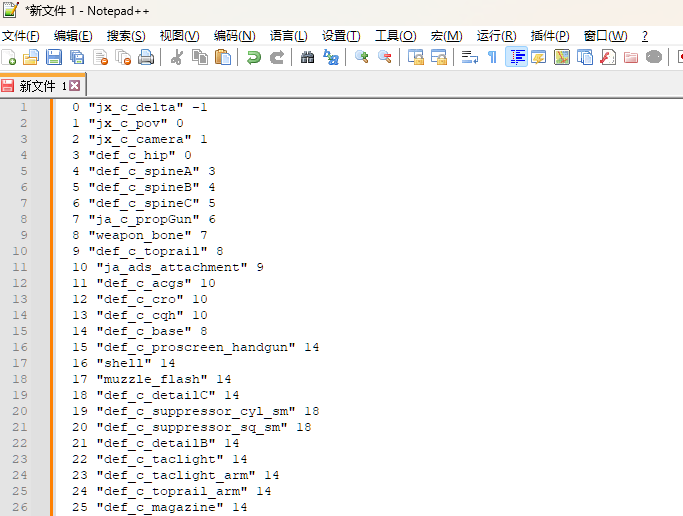 *新文件 1 - Notepad++
文件(F) 编辑(E) 搜索(S) 视图(V) 编码(N) 语言(L) 设置(T) 工具(O) 宏(M) 运行(R) 插件(P) 窗口(W) ?
新文件 1
1 0 "jx_c_delta" -1
2 1 "jx_c_pov" 0
3 2 "jx_c_camera" 1
4 3 "def_c_hip" 0
5 4 "def_c_spineA" 3
6 5 "def_c_spineB" 4
7 6 "def_c_spineC" 5
8 7 "ja_c_propGun" 6
9 8 "weapon_bone" 7
10 9 "def_c_toprail" 8
11 10 "ja_ads_attachment" 9
12 11 "def_c_acgs" 10
13 12 "def_c_cro" 10
14 13 "def_c_cqh" 10
15 14 "def_c_base" 8
16 15 "def_c_proscreen_handgun" 14
17 16 "shell" 14
18 17 "muzzle_flash" 14
19 18 "def_c_detailC" 14
20 19 "def_c_suppressor_cyl_sm" 18
21 20 "def_c_suppressor_sq_sm" 18
22 21 "def_c_detailB" 14
23 22 "def_c_taclight" 14
24 23 "def_c_taclight_arm" 14
25 24 "def_c_toprail_arm" 14
26 25 "def_c_magazine" 14